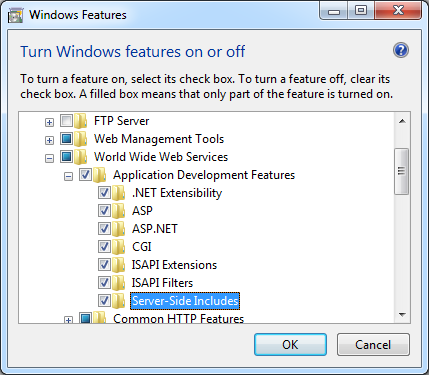 Windows Features
Turn Windows features on or off
To turn a feature on, select its check box. To turn a feature off, clear its
check box. A filled box means that only part of the feature is turned on.
FTP Server
Web Management Tools
World Wide Web Services
Application Development Features
.NET Extensibility
ASP
ASP.NET
CGI
ISAPI Extensions
ISAPI Filters
Server-Side Includes
Common HTTP Features
OK
Cancel